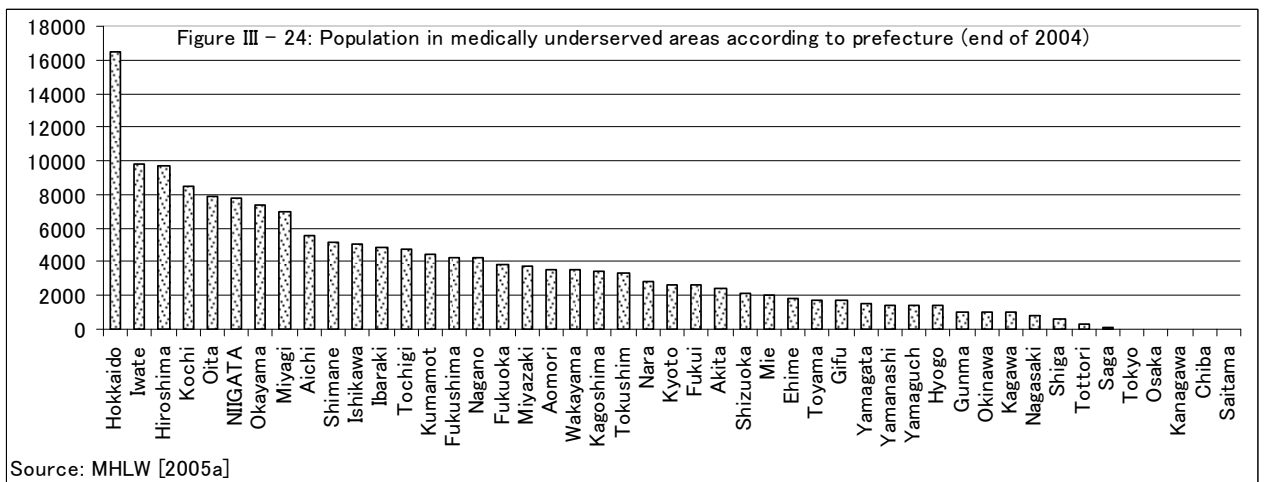 Figure Ⅲ - 24: Population in medically underserved areas according to prefecture (end of 2004)
18000
16000
14000
12000
10000
8000
6000
4000
2000
0
Hokkaido
Iwate
Hiroshima
Kochi
Oita
NIIGATA
Okayama
Miyagi
Aichi
Shimane
Ishikawa
Ibaraki
Tochigi
Kumamot
Fukushima
Nagano
Fukuoka
Miyazaki
Aomori
Wakayama
Kagoshima
Tokushim
Nara
Kyoto
Fukui
Akita
Shizuoka
Mie
Ehime
Toyama
Gifu
Yamagata
Yamanashi
Yamaguch
Hyogo
Gunma
Okinawa
Kagawa
Nagasaki
Shiga
Tottori
Saga
Tokyo
Osaka
Kanagawa
Chiba
Saitama
Source: MHLW [2005a]